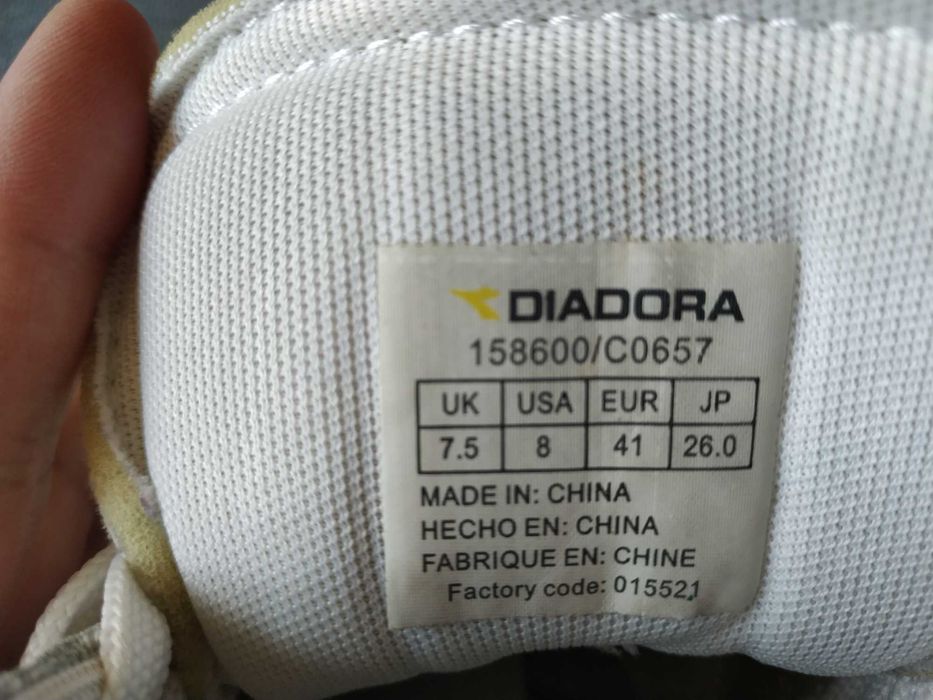 DIADORA
158600/C0657
UK USA EUR JP
7.5 8 41 26.0
MADE IN: CHINA
HECHO EN: CHINA
FABRIQUE EN: CHINE
Factory code: 015521